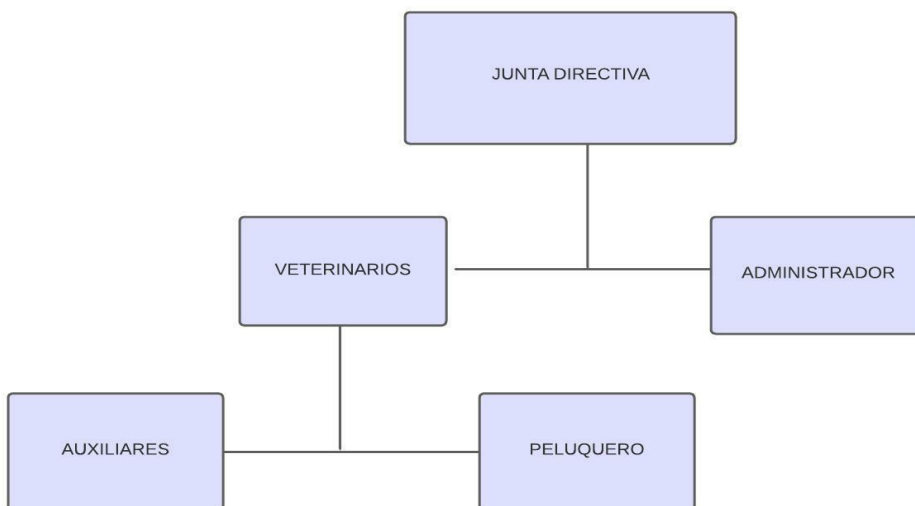 JUNTA DIRECTIVA
VETERINARIOS
ADMINISTRADOR
AUXILIARES
PELUQUERO